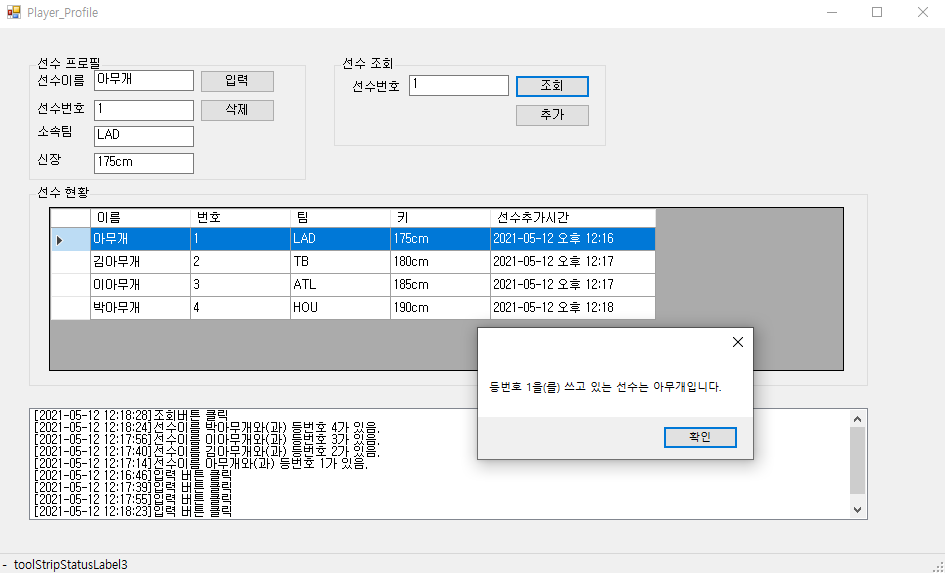 Player_Profile
선수 프로필
선수이름 아무개 입력
선수번호 1 삭제
소속팀 LAD
신장 175cm
선수 조회
선수번호 1 조회
추가
선수 현황
이름 번호 팀 키 선수추가시간
아무개 1 LAD 175cm 2021-05-12 오후 12:16
김아무개 2 TB 180cm 2021-05-12 오후 12:17
이아무개 3 ATL 185cm 2021-05-12 오후 12:17
박아무개 4 HOU 190cm 2021-05-12 오후 12:18
등번호 1을(를) 쓰고 있는 선수는 아무개입니다.
확인
[2021-05-12 12:18:28]조회버튼 클릭
[2021-05-12 12:18:24]선수이름 박아무개와(과) 등번호 4가 있음.
[2021-05-12 12:17:56]선수이름 이아무개와(과) 등번호 3가 있음.
[2021-05-12 12:17:40]선수이름 김아무개와(과) 등번호 2가 있음.
[2021-05-12 12:17:14]선수이름 아무개와(과) 등번호 1가 있음.
[2021-05-12 12:16:46]입력 버튼 클릭
[2021-05-12 12:17:39]입력 버튼 클릭
[2021-05-12 12:17:55]입력 버튼 클릭
[2021-05-12 12:18:23]입력 버튼 클릭
- toolStripStatusLabel3